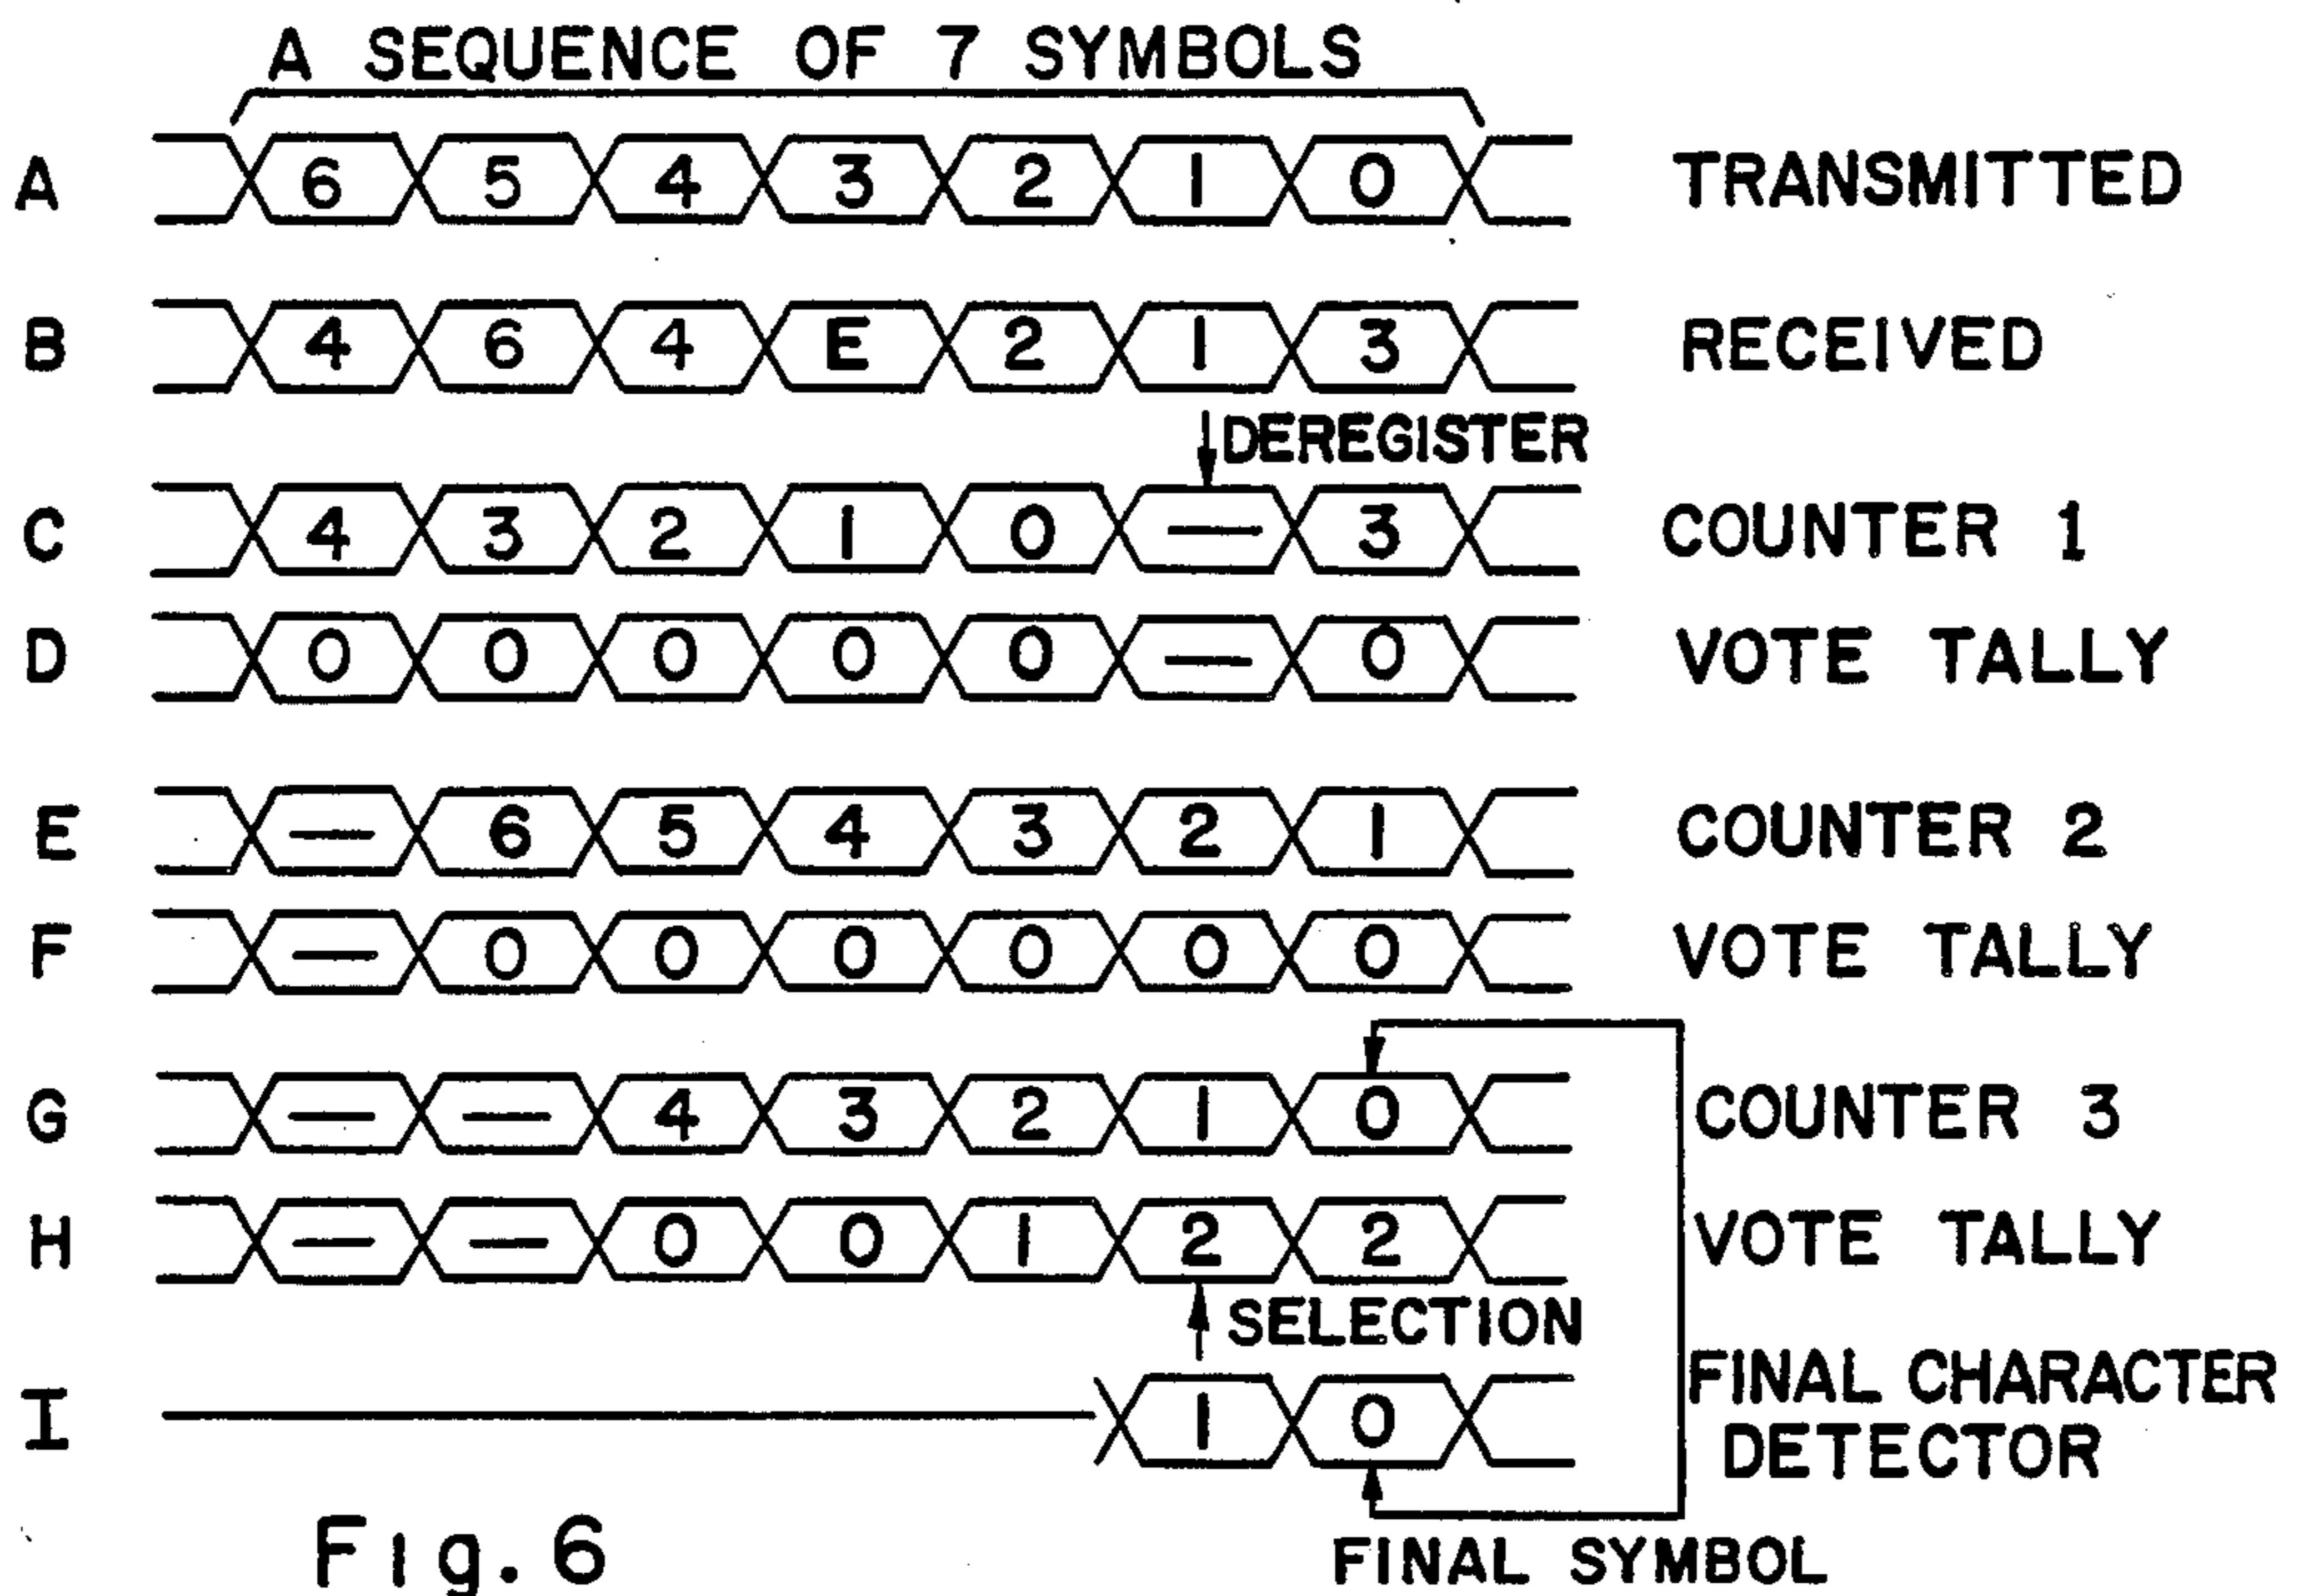 A SEQUENCE OF 7 SYMBOLS
A 6 5 4 3 2 1 0 TRANSMITTED
B 4 6 4 E 2 1 3 RECEIVED
DEREGISTER
C 4 3 2 1 0 — 3 COUNTER 1
D 0 0 0 0 0 — 0 VOTE TALLY
E — 6 5 4 3 2 1 COUNTER 2
F — 0 0 0 0 0 0 VOTE TALLY
G — — 4 3 2 1 0 COUNTER 3
H — — 0 0 1 2 2 VOTE TALLY
SELECTION
I 1 0 FINAL CHARACTER
DETECTOR
FINAL SYMBOL
Fig. 6